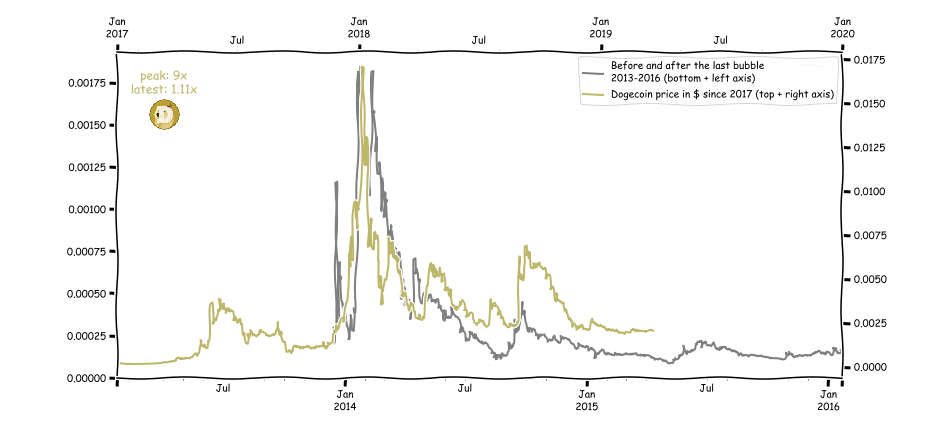 Jan
2017
Jul
Jan
2018
Jul
Jan
2019
Jul
Jan
2020
peak: 9x
latest: 1.11x
Before and after the last bubble
2013-2016 (bottom + left axis)
Dogecoin price in $ since 2017 (top + right axis)
0.00175
0.00150
0.00125
0.00100
0.00075
0.00050
0.00025
0.00000
0.0175
0.0150
0.0125
0.0100
0.0075
0.0050
0.0025
0.0000
Jul
Jan
2014
Jul
Jan
2015
Jul
Jan
2016